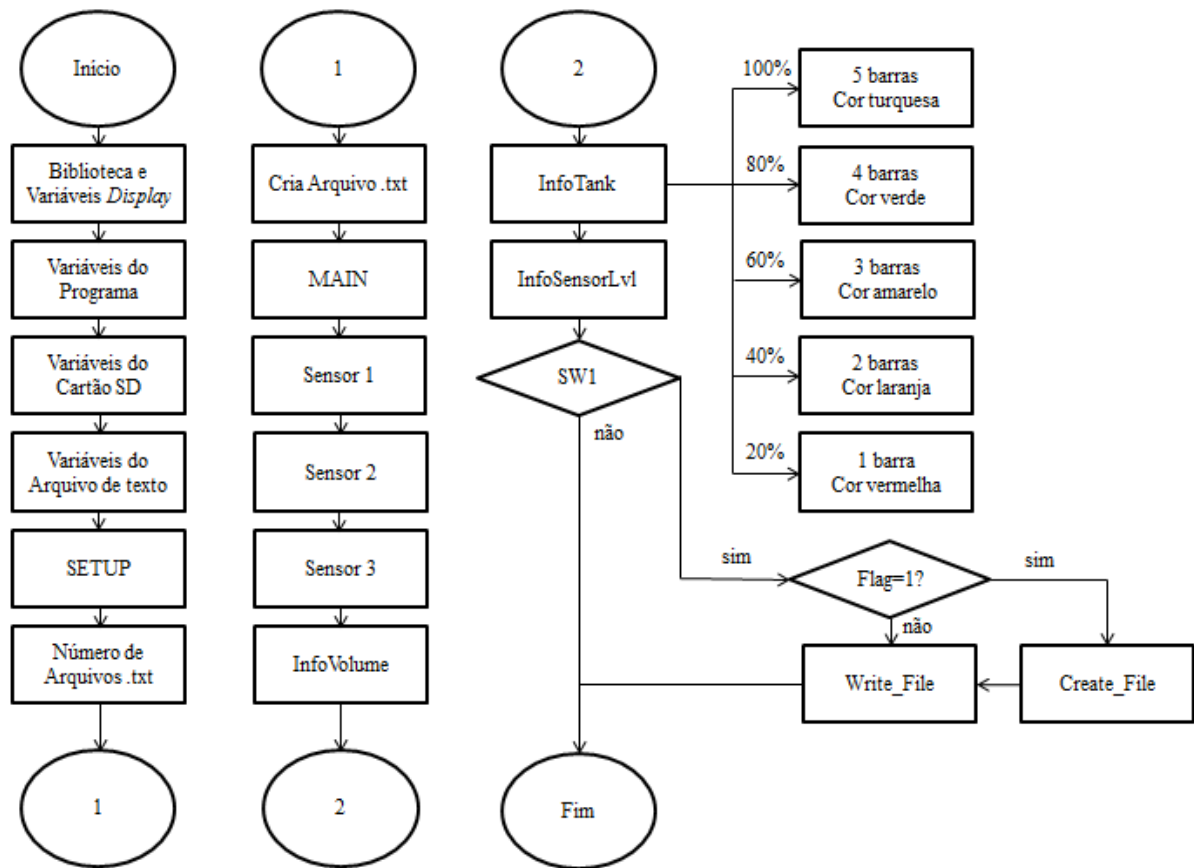 Inicio
Biblioteca e
Variáveis Display
Variáveis do
Programa
Variáveis do
Cartão SD
Variáveis do
Arquivo de texto
SETUP
Número de
Arquivos .txt
1
1
Cria Arquivo .txt
MAIN
Sensor 1
Sensor 2
Sensor 3
InfoVolume
2
2
InfoTank
InfoSensorLvl
SW1
não
sim
100%
5 barras
Cor turquesa
80%
4 barras
Cor verde
60%
3 barras
Cor amarelo
40%
2 barras
Cor laranja
20%
1 barra
Cor vermelha
Flag=1?
sim
não
Write_File
Create_File
Fim